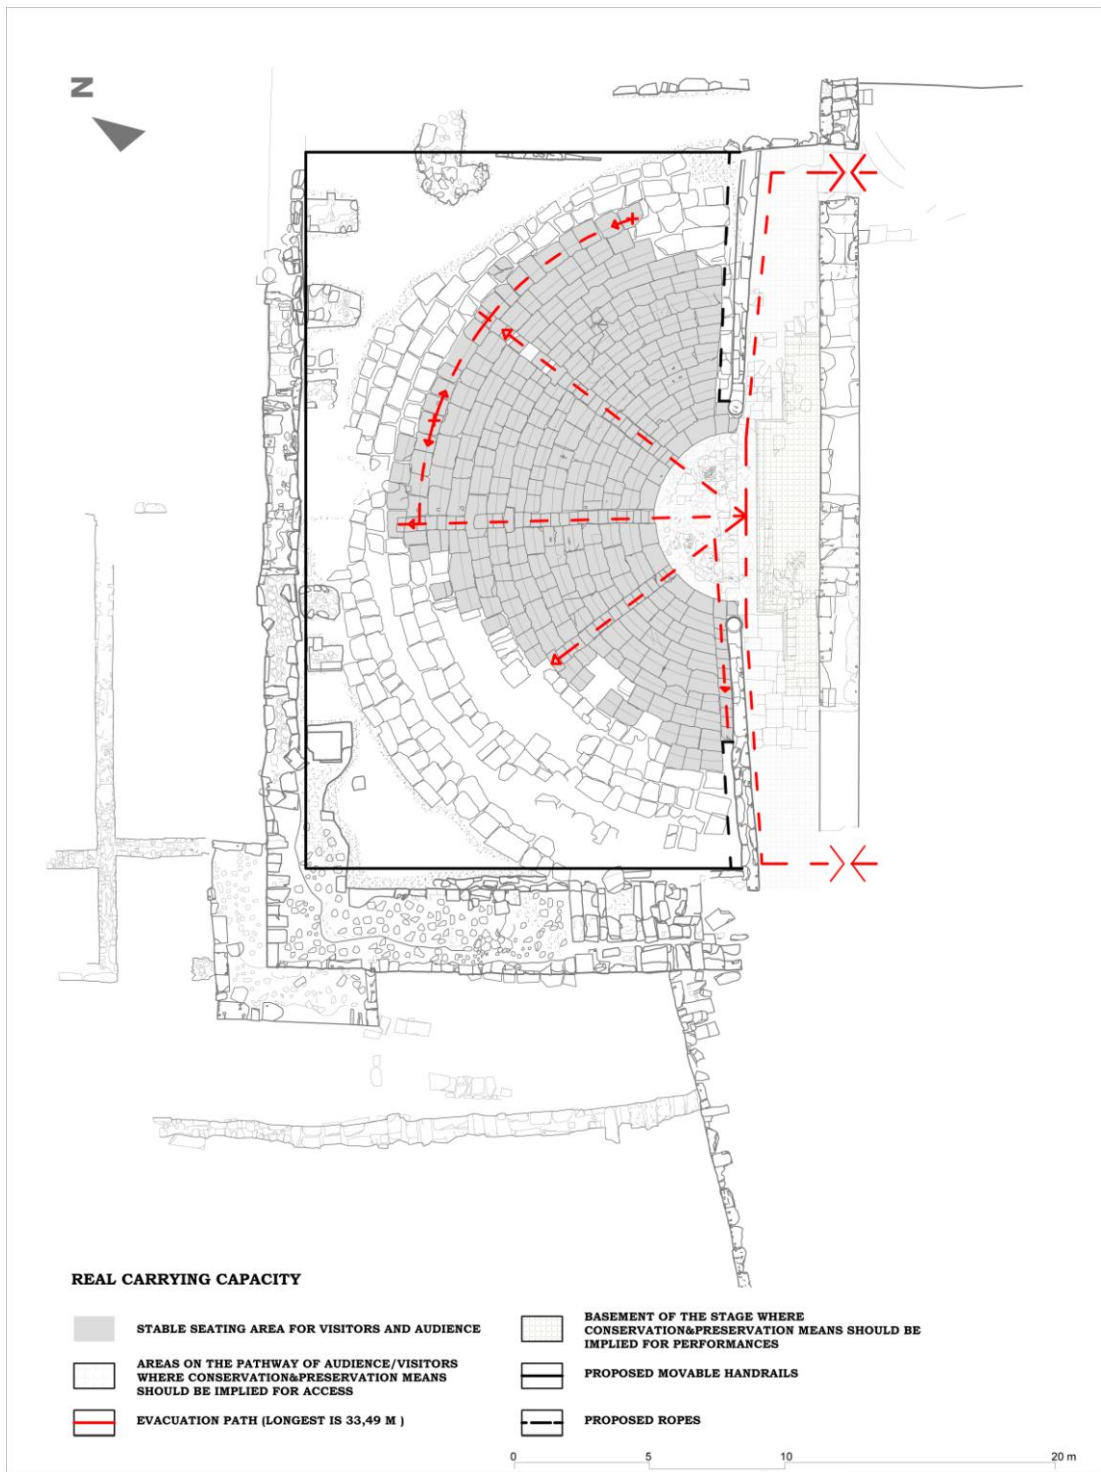 N
REAL CARRYING CAPACITY
STABLE SEATING AREA FOR VISITORS AND AUDIENCE
AREAS ON THE PATHWAY OF AUDIENCE/VISITORS
WHERE CONSERVATION&PRESERVATION MEANS
SHOULD BE IMPLIED FOR ACCESS
EVACUATION PATH (LONGEST IS 33,49 M )
BASEMENT OF THE STAGE WHERE
CONSERVATION&PRESERVATION MEANS SHOULD BE
IMPLIED FOR PERFORMANCES
PROPOSED MOVABLE HANDRAILS
PROPOSED ROPES
0 5 10 20 m